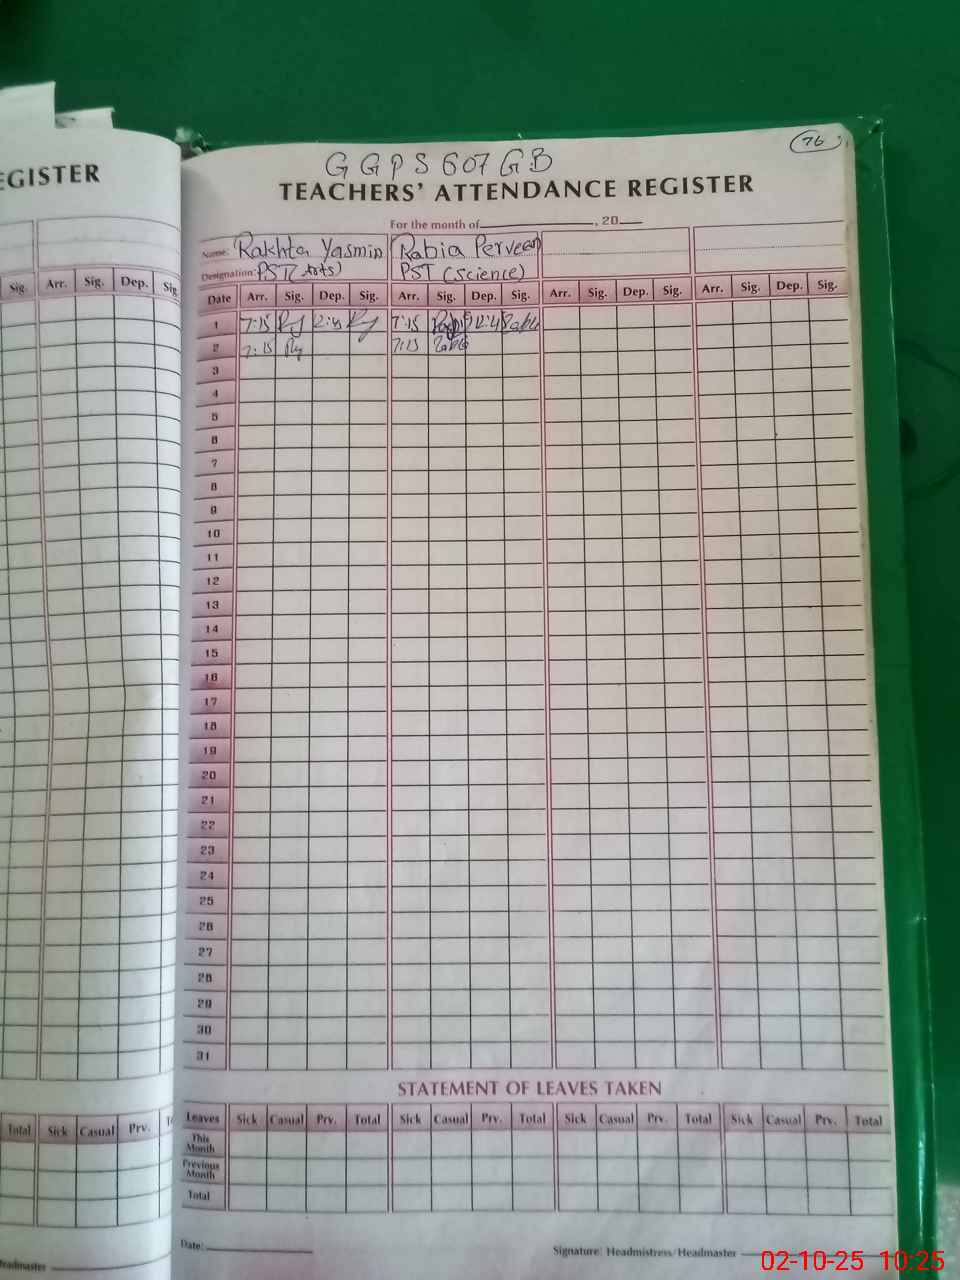 EGISTER
Sig. Arr. Sig. Dep. Sig.
Total Sick Casual Prv.
76
G G P S 607 GB
TEACHERS' ATTENDANCE REGISTER
For the month of , 20
Name: Rakhta Yasmin Rabia Perveen
Designation: PST (Arts) PST (Science)
Date Arr. Sig. Dep. Sig. Arr. Sig. Dep. Sig. Arr. Sig. Dep. Sig. Arr. Sig. Dep. Sig.
1 7:15 7:15
2 7:15 7:15
3
4
5
6
7
8
9
10
11
12
13
14
15
16
17
18
19
20
21
22
23
24
25
26
27
28
29
30
31
STATEMENT OF LEAVES TAKEN
Leaves Sick Casual Prv. Total Sick Casual Prv. Total Sick Casual Prv. Total Sick Casual Prv. Total
This Month
Previous Month
Total
Date:
Signature: Headmistress/Headmaster
02-10-25 10:25